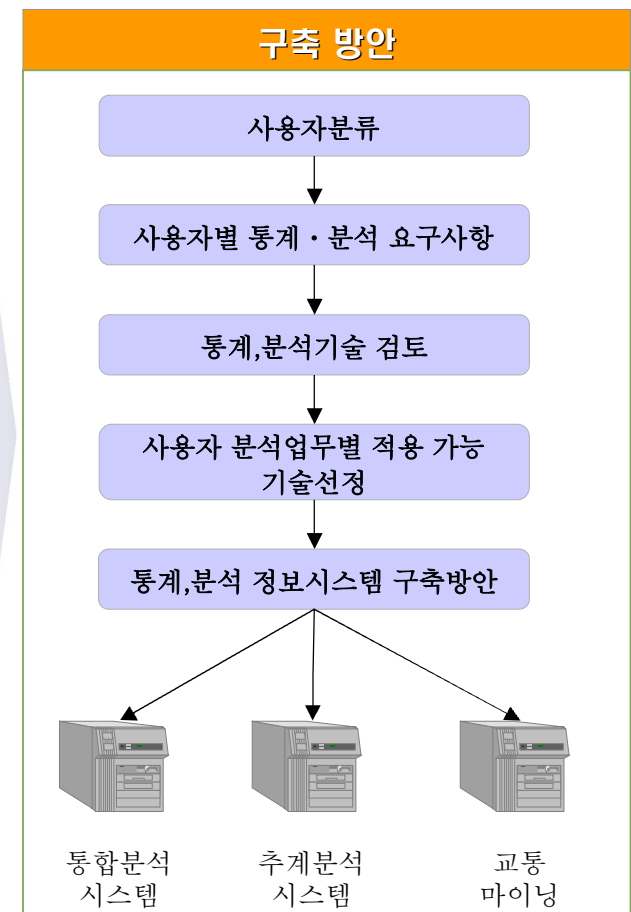 구축 방안
사용자분류
사용자별 통계·분석 요구사항
통계,분석기술 검토
사용자 분석업무별 적용 가능
기술선정
통계,분석 정보시스템 구축방안
통합분석
시스템
추계분석
시스템
교통
마이닝